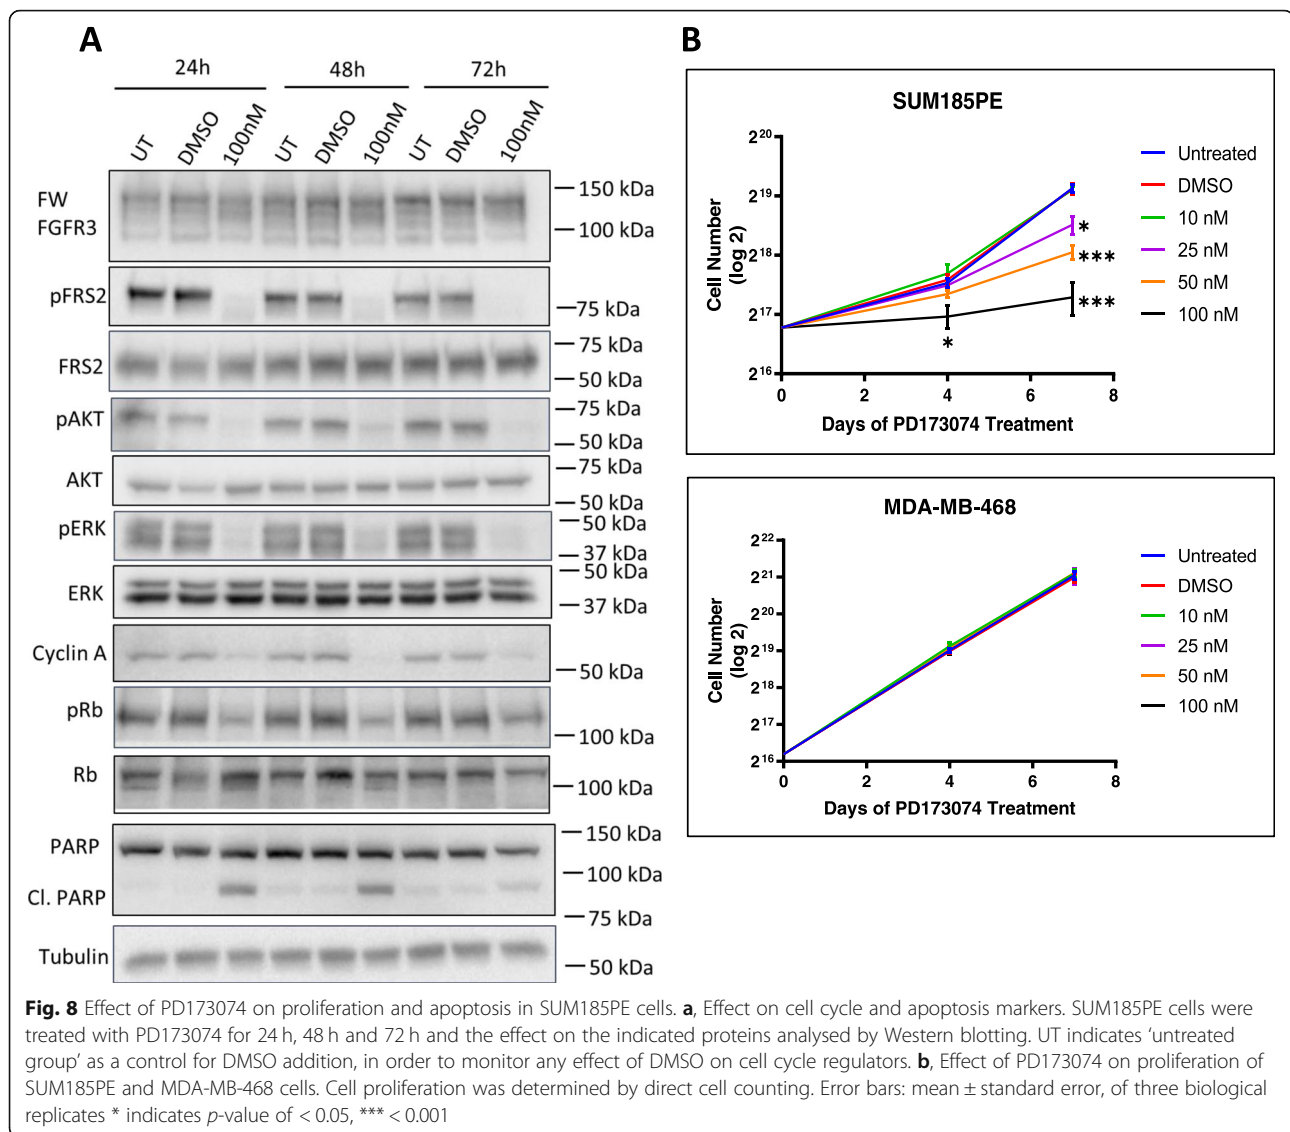 A
24h 48h 72h
UT DMSO 100nM UT DMSO 100nM UT DMSO 100nM
FW
FGFR3
150 kDa
100 kDa
pFRS2
75 kDa
FRS2
75 kDa
50 kDa
pAKT
75 kDa
50 kDa
AKT
75 kDa
50 kDa
pERK
50 kDa
37 kDa
ERK
50 kDa
37 kDa
Cyclin A
50 kDa
pRb
100 kDa
Rb
100 kDa
PARP
Cl. PARP
150 kDa
100 kDa
75 kDa
Tubulin
50 kDa
B
SUM185PE
Cell Number
(log 2)
2^20
2^19
2^18
2^17
2^16
0 2 4 6 8
Days of PD173074 Treatment
*
*
***
***
Untreated
DMSO
10 nM
25 nM
50 nM
100 nM
MDA-MB-468
Cell Number
(log 2)
2^22
2^21
2^20
2^19
2^18
2^17
2^16
0 2 4 6 8
Days of PD173074 Treatment
Untreated
DMSO
10 nM
25 nM
50 nM
100 nM
Fig. 8 Effect of PD173074 on proliferation and apoptosis in SUM185PE cells. a, Effect on cell cycle and apoptosis markers. SUM185PE cells were
treated with PD173074 for 24 h, 48 h and 72 h and the effect on the indicated proteins analysed by Western blotting. UT indicates ‘untreated
group’ as a control for DMSO addition, in order to monitor any effect of DMSO on cell cycle regulators. b, Effect of PD173074 on proliferation of
SUM185PE and MDA-MB-468 cells. Cell proliferation was determined by direct cell counting. Error bars: mean ± standard error, of three biological
replicates * indicates p-value of < 0.05, *** < 0.001